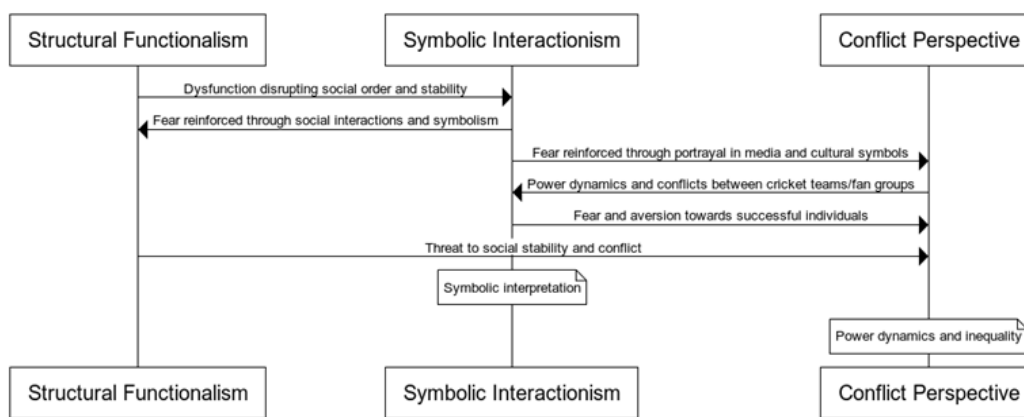 Structural Functionalism
Symbolic Interactionism
Conflict Perspective
Dysfunction disrupting social order and stability
Fear reinforced through social interactions and symbolism
Fear reinforced through portrayal in media and cultural symbols
Power dynamics and conflicts between cricket teams/fan groups
Fear and aversion towards successful individuals
Threat to social stability and conflict
Symbolic interpretation
Power dynamics and inequality
Structural Functionalism
Symbolic Interactionism
Conflict Perspective